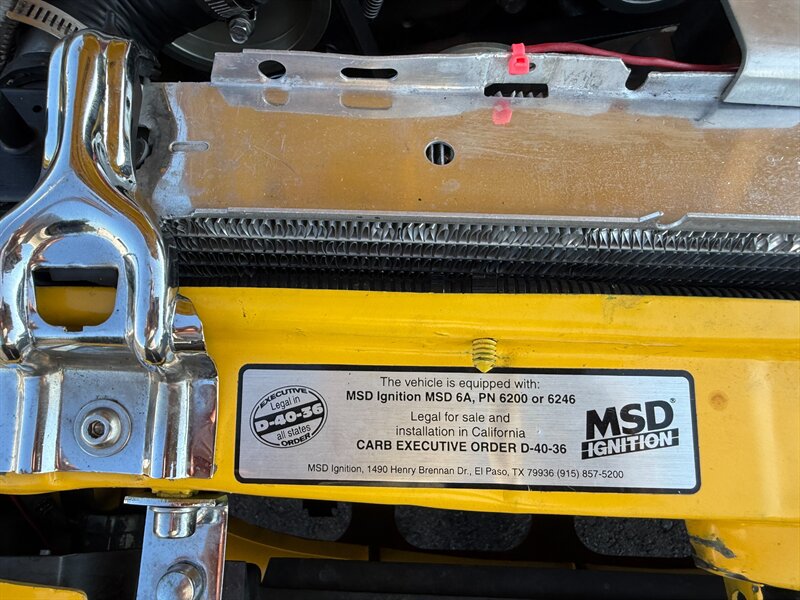 EXECUTIVE
Legal in
D-40-36
all states
ORDER
The vehicle is equipped with:
MSD Ignition MSD 6A, PN 6200 or 6246
Legal for sale and
installation in California
CARB EXECUTIVE ORDER D-40-36
MSD Ignition, 1490 Henry Brennan Dr., El Paso, TX 79936 (915) 857-5200
MSD®
IGNITION